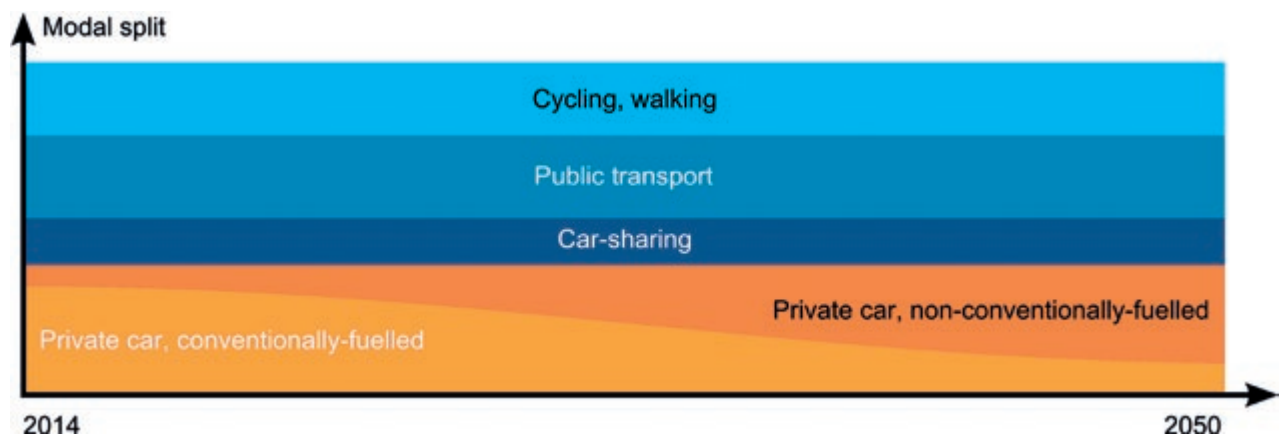 Modal split
Cycling, walking
Public transport
Car-sharing
Private car, non-conventionally-fuelled
Private car, conventionally-fuelled
2014
2050